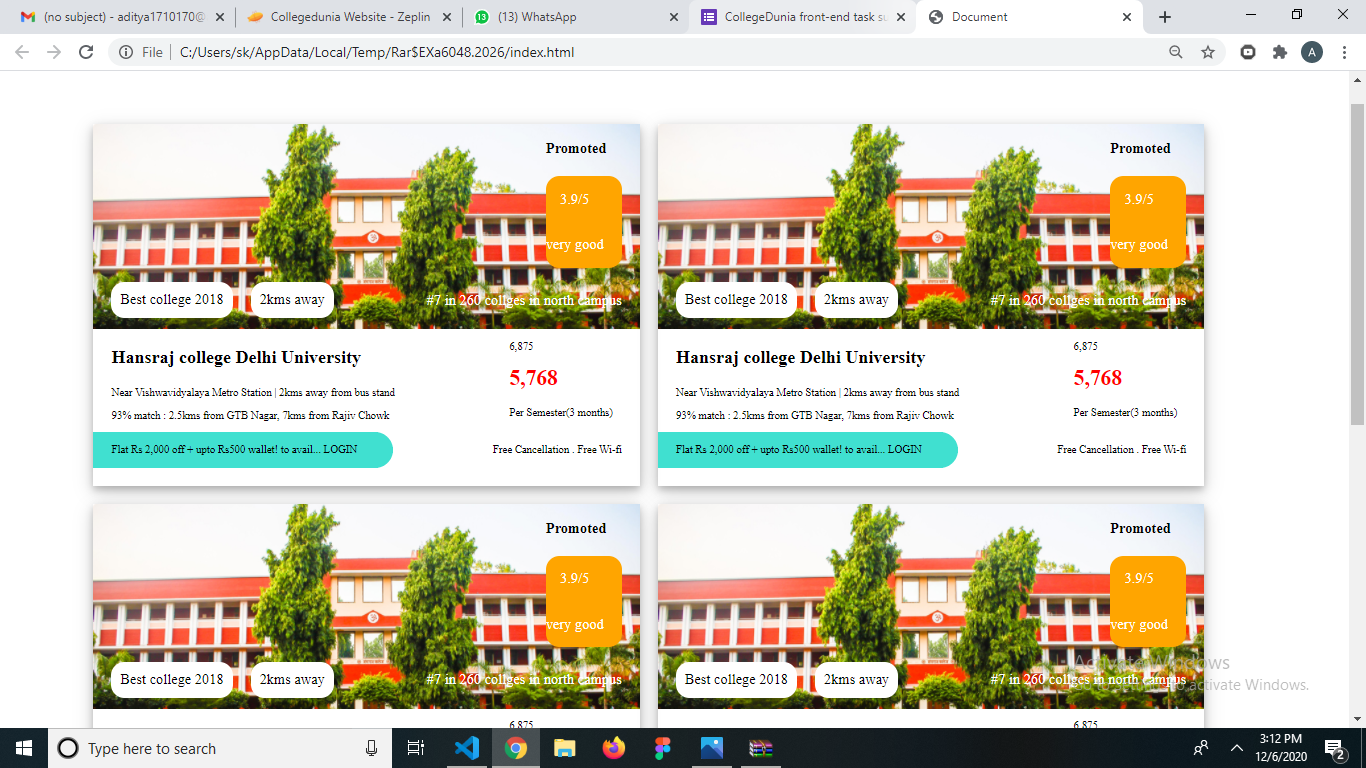 (no subject) - aditya1710170@
Collegedunia Website - Zeplin
(13) WhatsApp
CollegeDunia front-end task su
Document
File
C:/Users/sk/AppData/Local/Temp/Rar$EXa6048.2026/index.html
A
Promoted
3.9/5
very good
Best college 2018
2kms away
#7 in 260 collges in north campus
Hansraj college Delhi University
6,875
5,768
Near Vishwavidyalaya Metro Station | 2kms away from bus stand
93% match : 2.5kms from GTB Nagar, 7kms from Rajiv Chowk
Per Semester(3 months)
Flat Rs 2,000 off + upto Rs500 wallet! to avail... LOGIN
Free Cancellation . Free Wi-fi
Promoted
3.9/5
very good
Best college 2018
2kms away
#7 in 260 collges in north campus
Hansraj college Delhi University
6,875
5,768
Near Vishwavidyalaya Metro Station | 2kms away from bus stand
93% match : 2.5kms from GTB Nagar, 7kms from Rajiv Chowk
Per Semester(3 months)
Flat Rs 2,000 off + upto Rs500 wallet! to avail... LOGIN
Free Cancellation . Free Wi-fi
Promoted
3.9/5
very good
Best college 2018
2kms away
#7 in 260 collges in north campus
6,875
Promoted
3.9/5
very good
Best college 2018
2kms away
#7 in 260 collges in north campus
6,875
Activate Windows
to activate Windows.
Type here to search
3:12 PM
12/6/2020
2